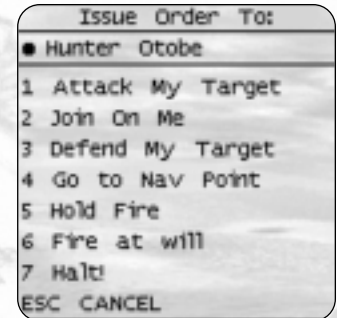 Issue Order To:
Hunter Otobe
1 Attack My Target
2 Join On Me
3 Defend My Target
4 Go to Nav Point
5 Hold Fire
6 Fire at will
7 Halt!
ESC CANCEL